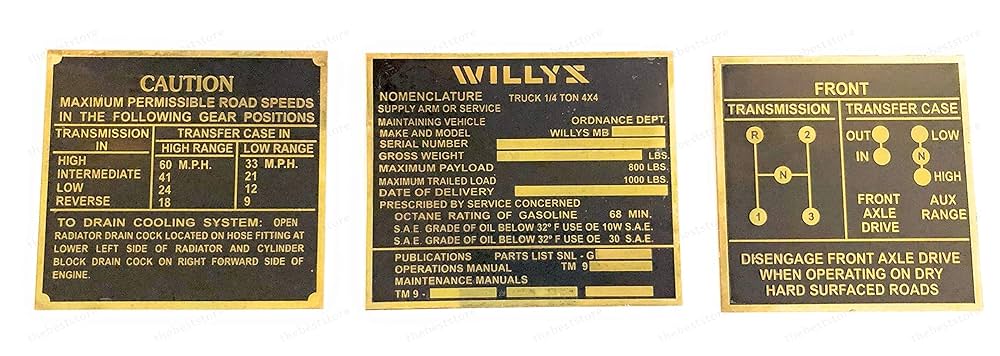 CAUTION
MAXIMUM PERMISSIBLE ROAD SPEEDS
IN THE FOLLOWING GEAR POSITIONS
TRANSMISSION IN TRANSFER CASE IN
HIGH RANGE LOW RANGE
HIGH 60 M.P.H. 33 M.P.H.
INTERMEDIATE 41 21
LOW 24 12
REVERSE 18 9
TO DRAIN COOLING SYSTEM: OPEN
RADIATOR DRAIN COCK LOCATED ON HOSE FITTING AT
LOWER LEFT SIDE OF RADIATOR AND CYLINDER
BLOCK DRAIN COCK ON RIGHT FORWARD SIDE OF
ENGINE.
WILLYS
NOMENCLATURE TRUCK 1/4 TON 4X4
SUPPLY ARM OR SERVICE
MAINTAINING VEHICLE ORDNANCE DEPT.
MAKE AND MODEL WILLYS MB
SERIAL NUMBER
GROSS WEIGHT LBS.
MAXIMUM PAYLOAD 800 LBS.
MAXIMUM TRAILED LOAD 1000 LBS.
DATE OF DELIVERY
PRESCRIBED BY SERVICE CONCERNED
OCTANE RATING OF GASOLINE 68 MIN.
S.A.E. GRADE OF OIL BELOW 32º F USE OE 10W S.A.E.
S.A.E. GRADE OF OIL BELOW 32º F USE OE 30 S.A.E.
PUBLICATIONS PARTS LIST SNL - G
OPERATIONS MANUAL TM 9
MAINTENANCE MANUALS
TM 9 -
FRONT
TRANSMISSION TRANSFER CASE
R 2 OUT LOW
N IN N
HIGH
1 3 FRONT AUX
AXLE RANGE
DRIVE
DISENGAGE FRONT AXLE DRIVE
WHEN OPERATING ON DRY
HARD SURFACED ROADS
thebeststore